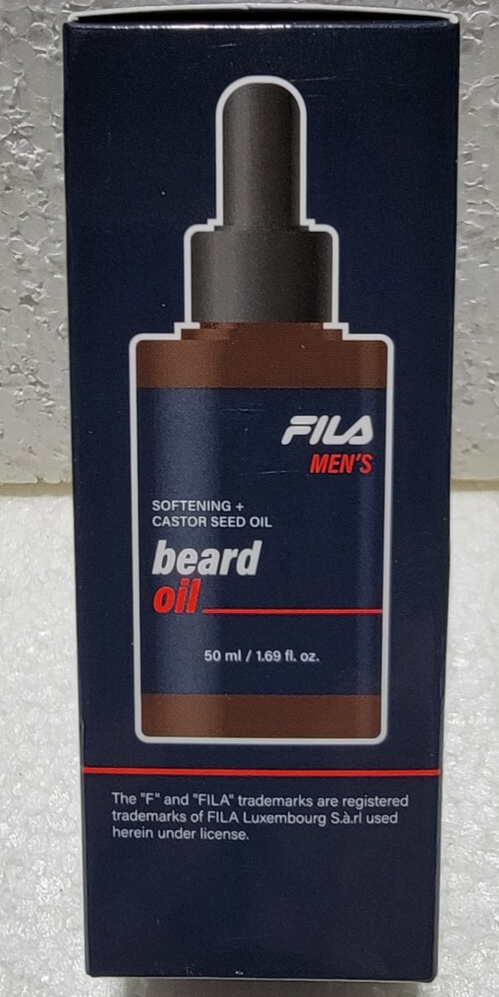 FILA
MEN'S
SOFTENING +
CASTOR SEED OIL
beard
oil
50 ml / 1.69 fl. oz.
The "F" and "FILA" trademarks are registered
trademarks of FILA Luxembourg S.à.rl used
herein under license.